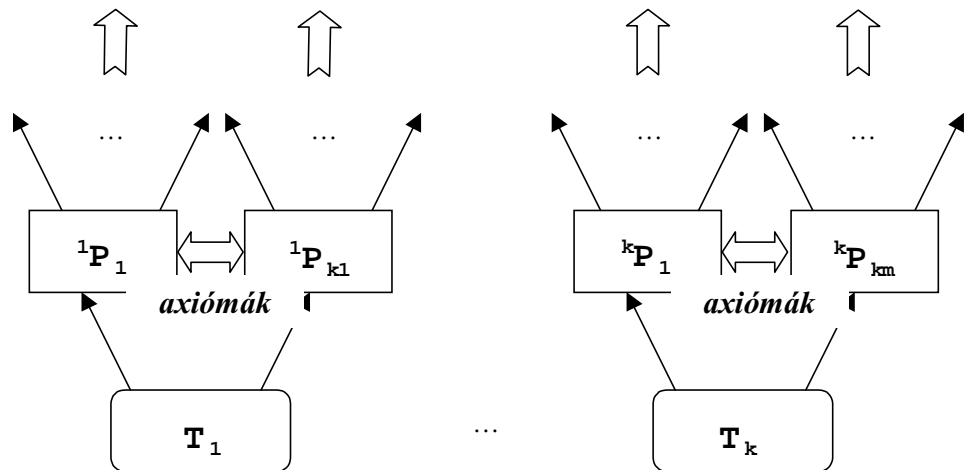 … … … …
¹P₁ ¹Pₖ₁ ᵏP₁ ᵏPₖₘ
axiómák axiómák
T₁ … Tₖ